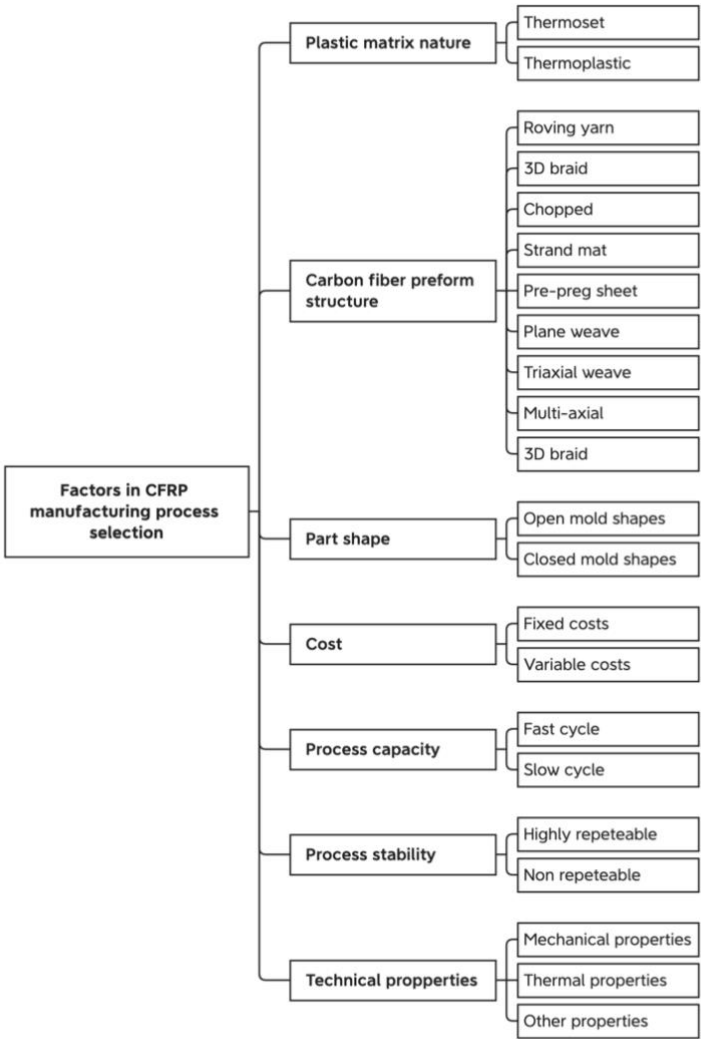 Factors in CFRP
manufacturing process
selection
Plastic matrix nature
Thermoset
Thermoplastic
Carbon fiber preform
structure
Roving yarn
3D braid
Chopped
Strand mat
Pre-preg sheet
Plane weave
Triaxial weave
Multi-axial
3D braid
Part shape
Open mold shapes
Closed mold shapes
Cost
Fixed costs
Variable costs
Process capacity
Fast cycle
Slow cycle
Process stability
Highly repeteable
Non repeteable
Technical propperties
Mechanical properties
Thermal properties
Other properties